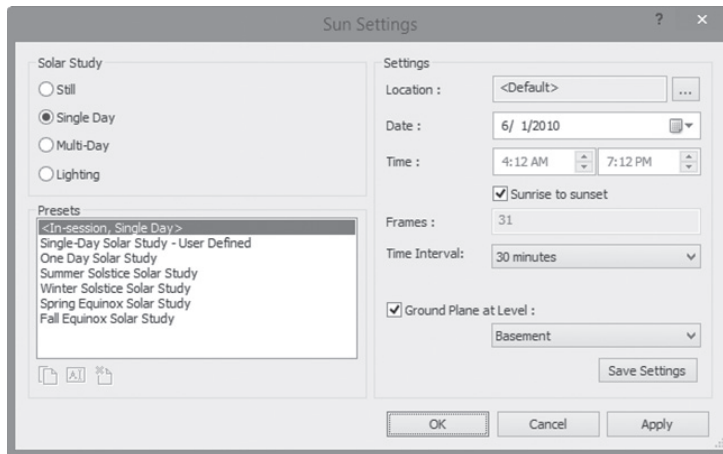 Sun Settings
?
×
Solar Study
Still
Single Day
Multi-Day
Lighting
Presets
<In-session, Single Day>
Single-Day Solar Study - User Defined
One Day Solar Study
Summer Solstice Solar Study
Winter Solstice Solar Study
Spring Equinox Solar Study
Fall Equinox Solar Study
AI
Settings
Location :
<Default>
...
Date :
6/ 1/2010
Time :
4:12 AM
7:12 PM
Sunrise to sunset
Frames :
31
Time Interval:
30 minutes
Ground Plane at Level :
Basement
Save Settings
OK
Cancel
Apply